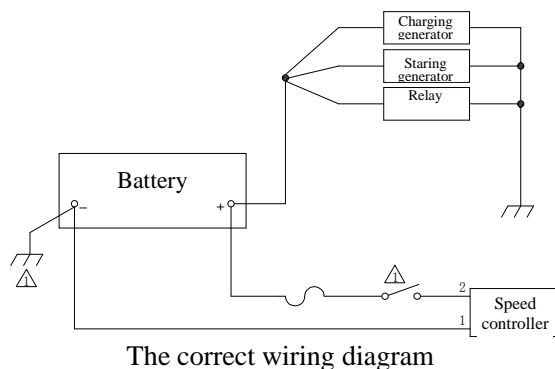 Charging
generator
Staring
generator
Relay
Battery
-
+
1
1
2
1
Speed
controller
The correct wiring diagram